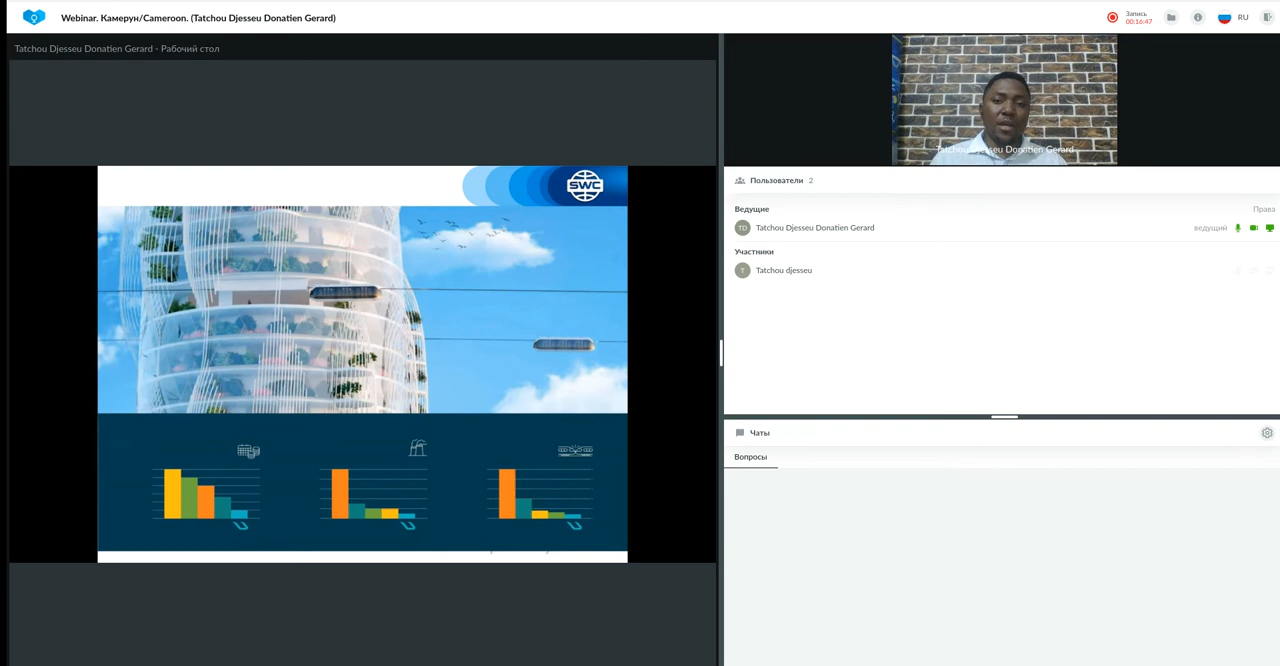 Webinar. Камерун/Cameroon. (Tatchou Djesseu Donatien Gerard)
Запись
00:16:47
RU
Tatchou Djesseu Donatien Gerard - Рабочий стол
SWC
Tatchou Djesseu Donatien Gerard
Пользователи 2
Ведущие Права
TD Tatchou Djesseu Donatien Gerard ведущий
Участники
T Tatchou djesseu
Чаты
Вопросы